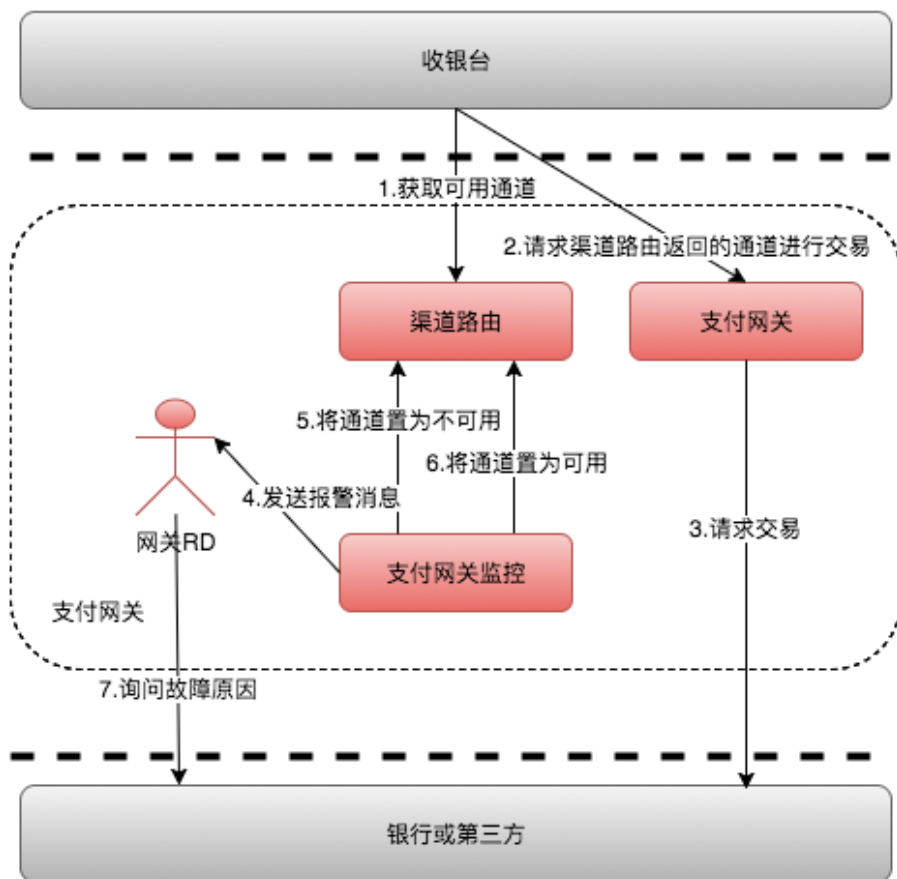 收银台
1.获取可用通道
2.请求渠道路由返回的通道进行交易
渠道路由
支付网关
5.将通道置为不可用
6.将通道置为可用
4.发送报警消息
3.请求交易
网关RD
支付网关监控
支付网关
7.询问故障原因
银行或第三方